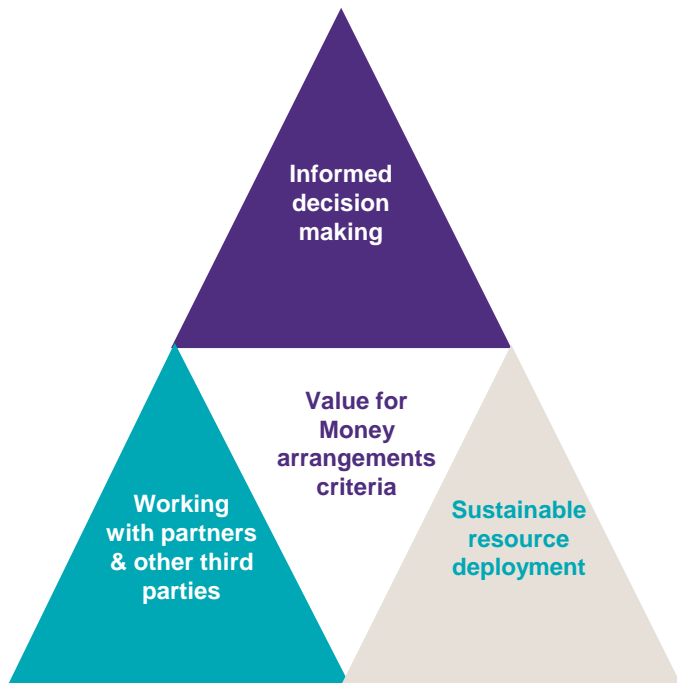 Informed
decision
making
Value for
Money
arrangements
criteria
Working
with partners
& other third
parties
Sustainable
resource
deployment